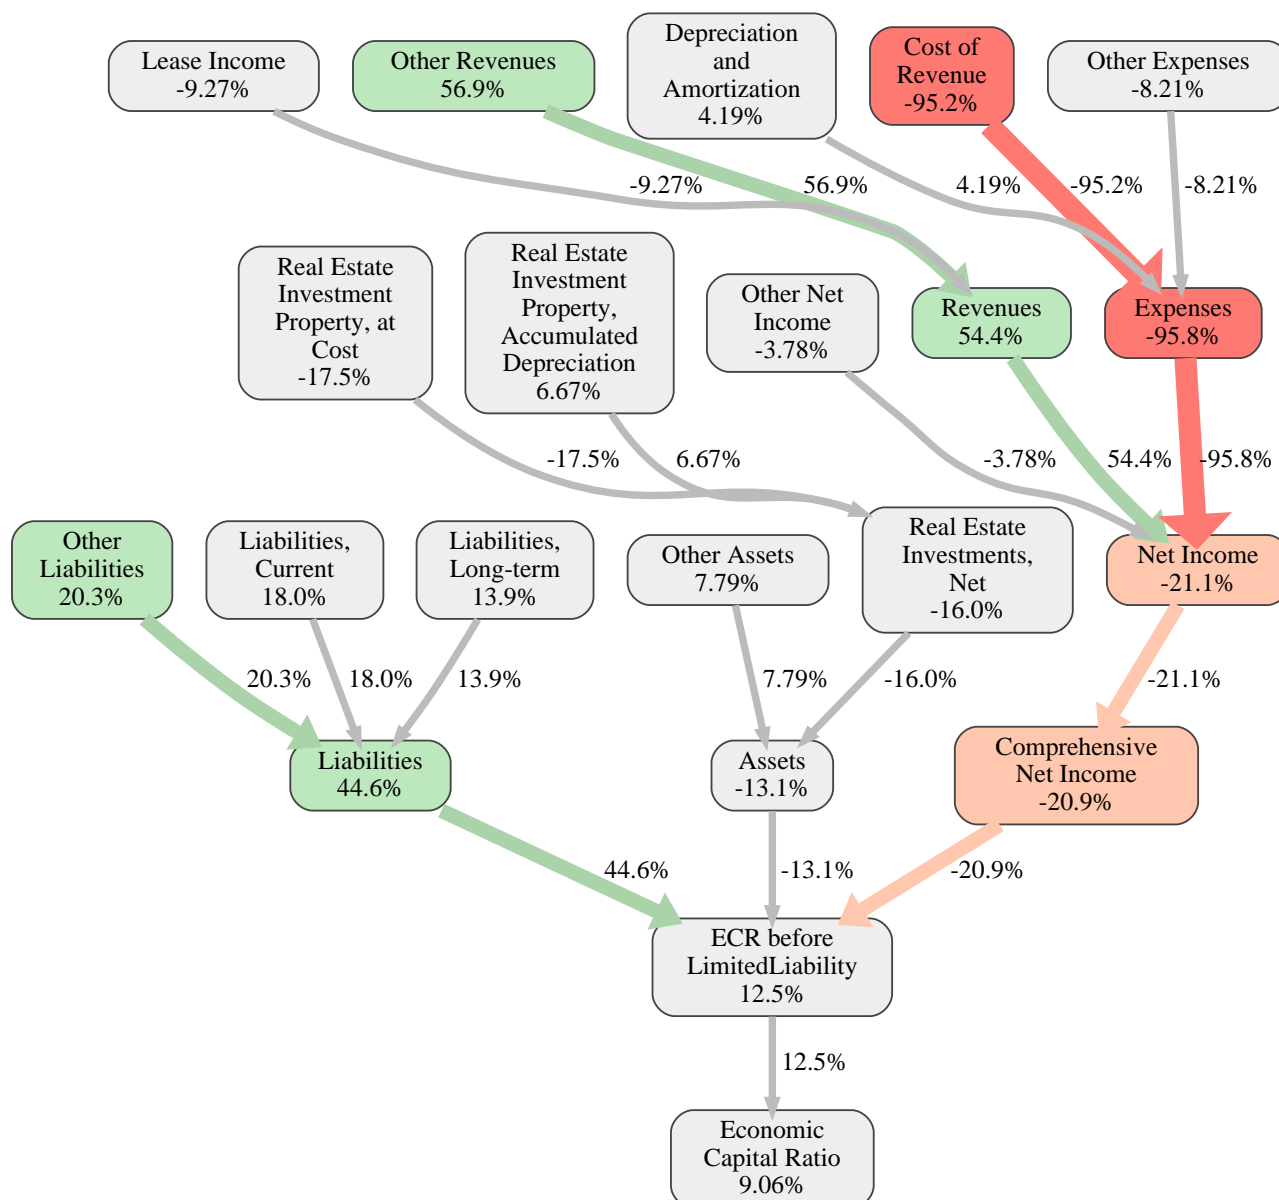 Lease Income
-9.27%
Other Revenues
56.9%
Depreciation
and
Amortization
4.19%
Cost of
Revenue
-95.2%
Other Expenses
-8.21%
-9.27%
56.9%
4.19%
-95.2%
-8.21%
Real Estate
Investment
Property, at
Cost
-17.5%
Real Estate
Investment
Property,
Accumulated
Depreciation
6.67%
Other Net
Income
-3.78%
Revenues
54.4%
Expenses
-95.8%
-17.5%
6.67%
-3.78%
54.4%
-95.8%
Other
Liabilities
20.3%
Liabilities,
Current
18.0%
Liabilities,
Long-term
13.9%
Other Assets
7.79%
Real Estate
Investments,
Net
-16.0%
Net Income
-21.1%
20.3%
18.0%
13.9%
7.79%
-16.0%
-21.1%
Liabilities
44.6%
Assets
-13.1%
Comprehensive
Net Income
-20.9%
44.6%
-13.1%
-20.9%
ECR before
LimitedLiability
12.5%
12.5%
Economic
Capital Ratio
9.06%